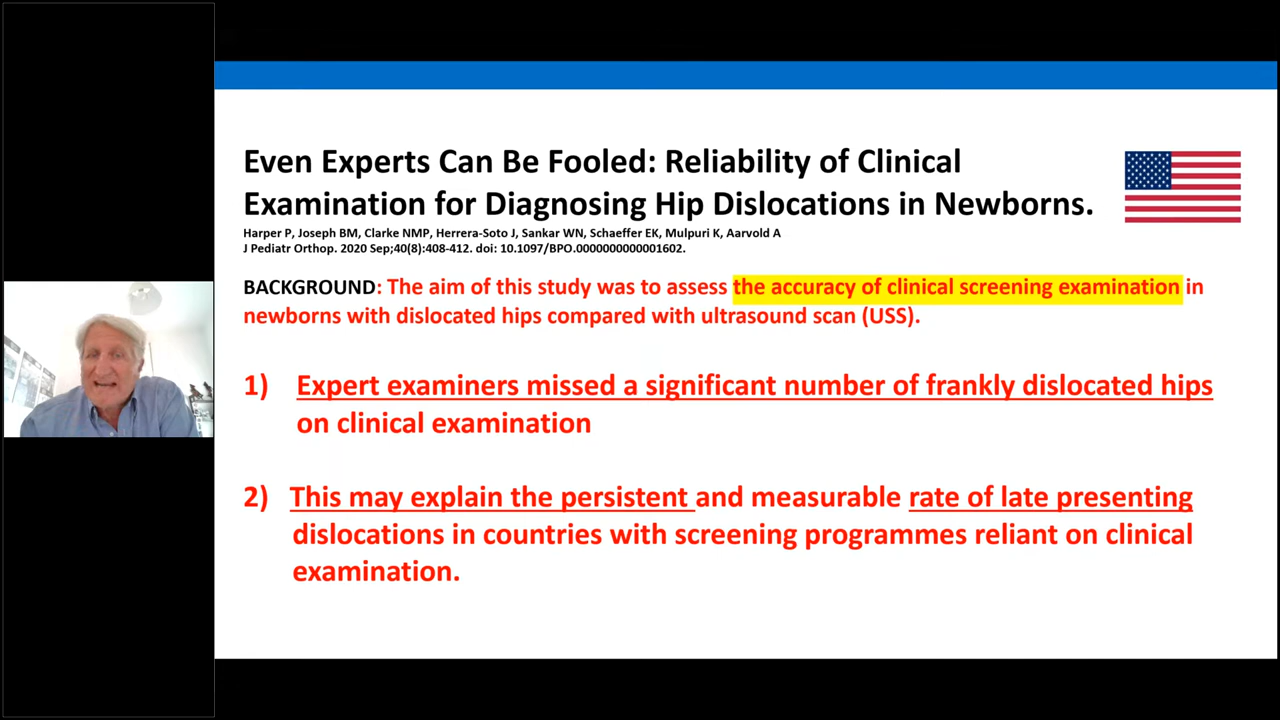 Even Experts Can Be Fooled: Reliability of Clinical
Examination for Diagnosing Hip Dislocations in Newborns.
Harper P, Joseph BM, Clarke NMP, Herrera-Soto J, Sankar WN, Schaeffer EK, Mulpuri K, Aarvold A
J Pediatr Orthop. 2020 Sep;40(8):408-412. doi: 10.1097/BPO.0000000000001602.
BACKGROUND: The aim of this study was to assess the accuracy of clinical screening examination in
newborns with dislocated hips compared with ultrasound scan (USS).
1) Expert examiners missed a significant number of frankly dislocated hips
on clinical examination
2) This may explain the persistent and measurable rate of late presenting
dislocations in countries with screening programmes reliant on clinical
examination.